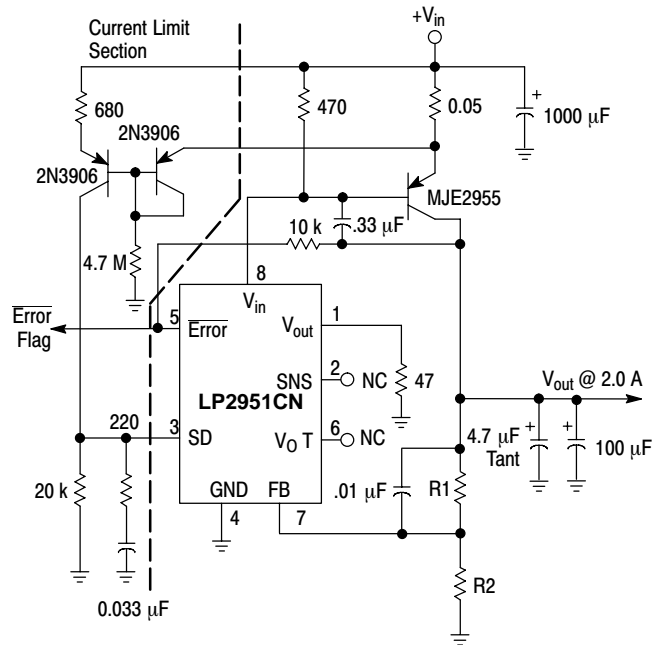 Current Limit
Section
+Vin
680
470
0.05
1000 μF
+
2N3906
2N3906
MJE2955
10 k
.33 μF
4.7 M
8
Vin
Error
Flag
5
Error
Vout
1
SNS
2
NC
47
LP2951CN
Vout @ 2.0 A
220
3
SD
VO T
6
NC
4.7 μF
Tant
+
+
100 μF
20 k
GND
FB
.01 μF
R1
4
7
0.033 μF
R2